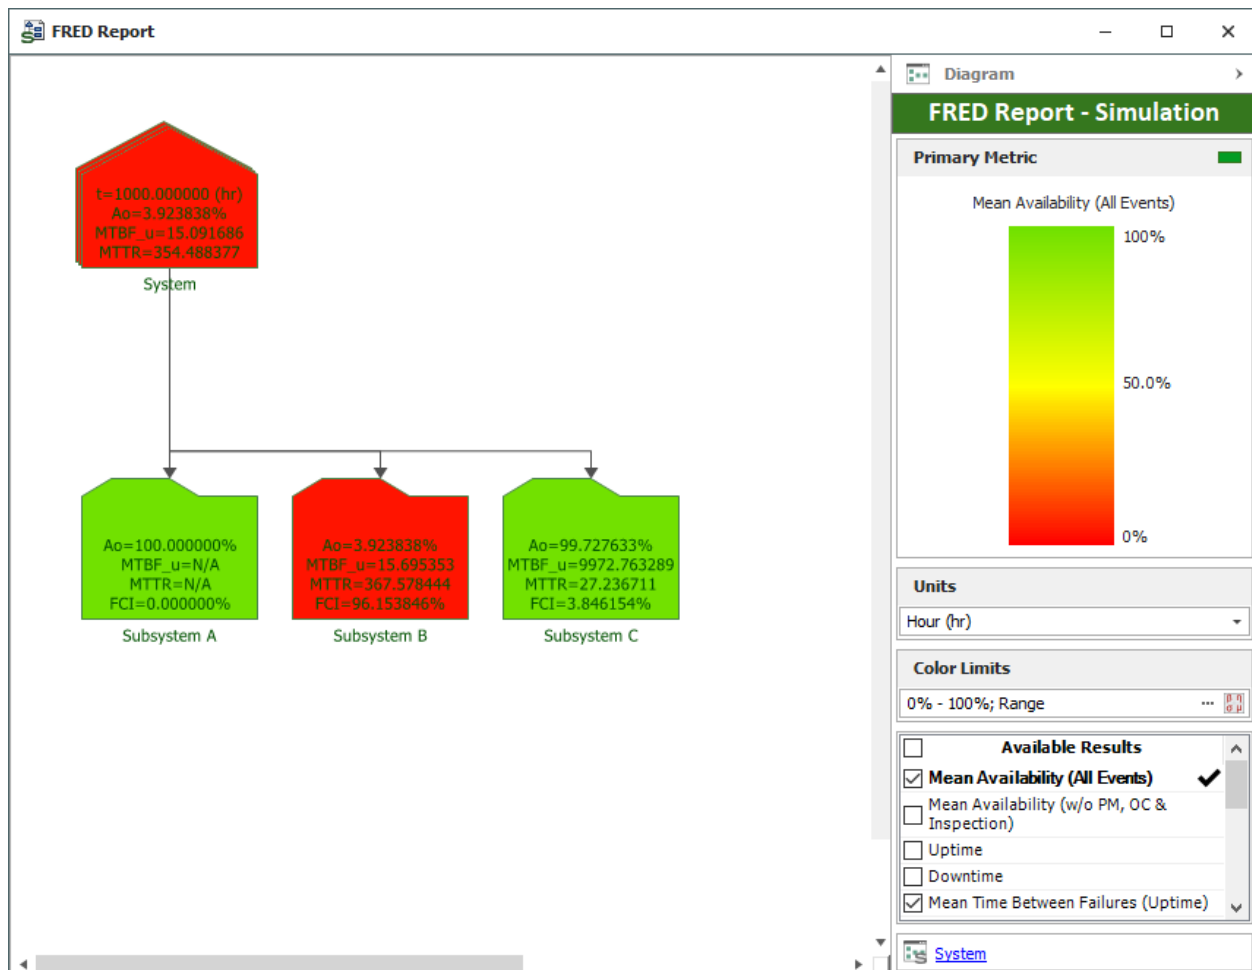 FRED Report
t=1000.000000 (hr)
Ao=3.923838%
MTBF_u=15.091686
MTTR=354.488377
System
Ao=100.000000%
MTBF_u=N/A
MTTR=N/A
FCI=0.000000%
Subsystem A
Ao=3.923838%
MTBF_u=15.695353
MTTR=367.578444
FCI=96.153846%
Subsystem B
Ao=99.727633%
MTBF_u=9972.763289
MTTR=27.236711
FCI=3.846154%
Subsystem C
Diagram
FRED Report - Simulation
Primary Metric
Mean Availability (All Events)
100%
50.0%
0%
Units
Hour (hr)
Color Limits
0% - 100%; Range
β η
σ μ
Available Results
Mean Availability (All Events)
Mean Availability (w/o PM, OC &
Inspection)
Uptime
Downtime
Mean Time Between Failures (Uptime)
System